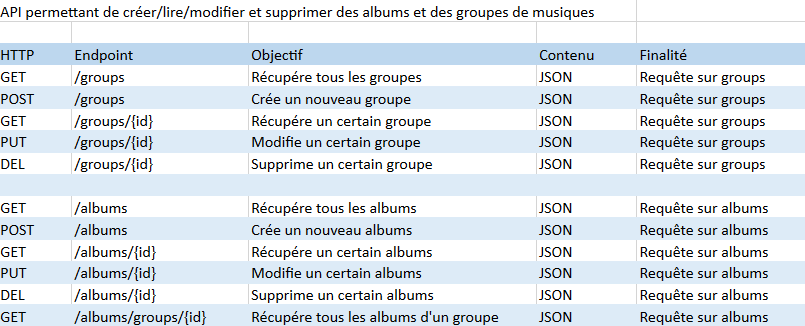 API permettant de créer/lire/modifier et supprimer des albums et des groupes de musiques
HTTP Endpoint Objectif Contenu Finalité
GET /groups Récupére tous les groupes JSON Requête sur groups
POST /groups Crée un nouveau groupe JSON Requête sur groups
GET /groups/{id} Récupére un certain groupe JSON Requête sur groups
PUT /groups/{id} Modifie un certain groupe JSON Requête sur groups
DEL /groups/{id} Supprime un certain groupe JSON Requête sur groups
GET /albums Récupére tous les albums JSON Requête sur albums
POST /albums Crée un nouveau albums JSON Requête sur albums
GET /albums/{id} Récupére un certain albums JSON Requête sur albums
PUT /albums/{id} Modifie un certain albums JSON Requête sur albums
DEL /albums/{id} Supprime un certain albums JSON Requête sur albums
GET /albums/groups/{id} Récupére tous les albums d'un groupe JSON Requête sur albums